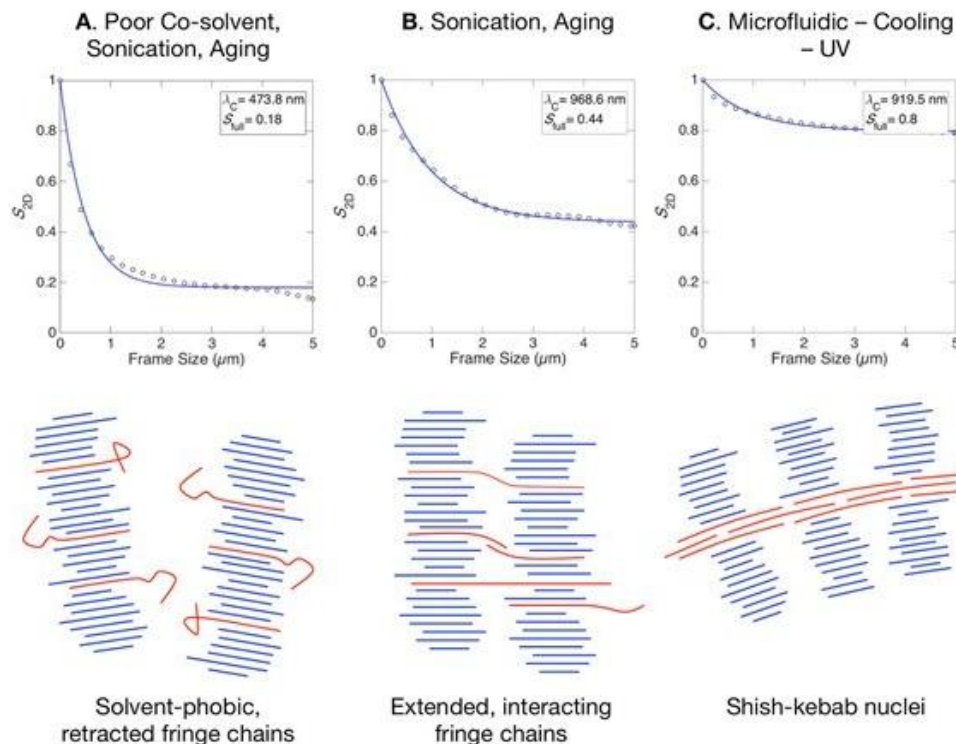 A. Poor Co-solvent,
Sonication, Aging
B. Sonication, Aging
C. Microfluidic – Cooling
– UV
1
0.8
0.6
0.4
0.2
0
S2D
λC= 473.8 nm
Sfull= 0.18
0 1 2 3 4 5
Frame Size (μm)
1
0.8
0.6
0.4
0.2
0
S2D
λC= 968.6 nm
Sfull= 0.44
0 1 2 3 4 5
Frame Size (μm)
1
0.8
0.6
0.4
0.2
0
S2D
λC= 919.5 nm
Sfull= 0.8
0 1 2 3 4 5
Frame Size (μm)
Solvent-phobic,
retracted fringe chains
Extended, interacting
fringe chains
Shish-kebab nuclei